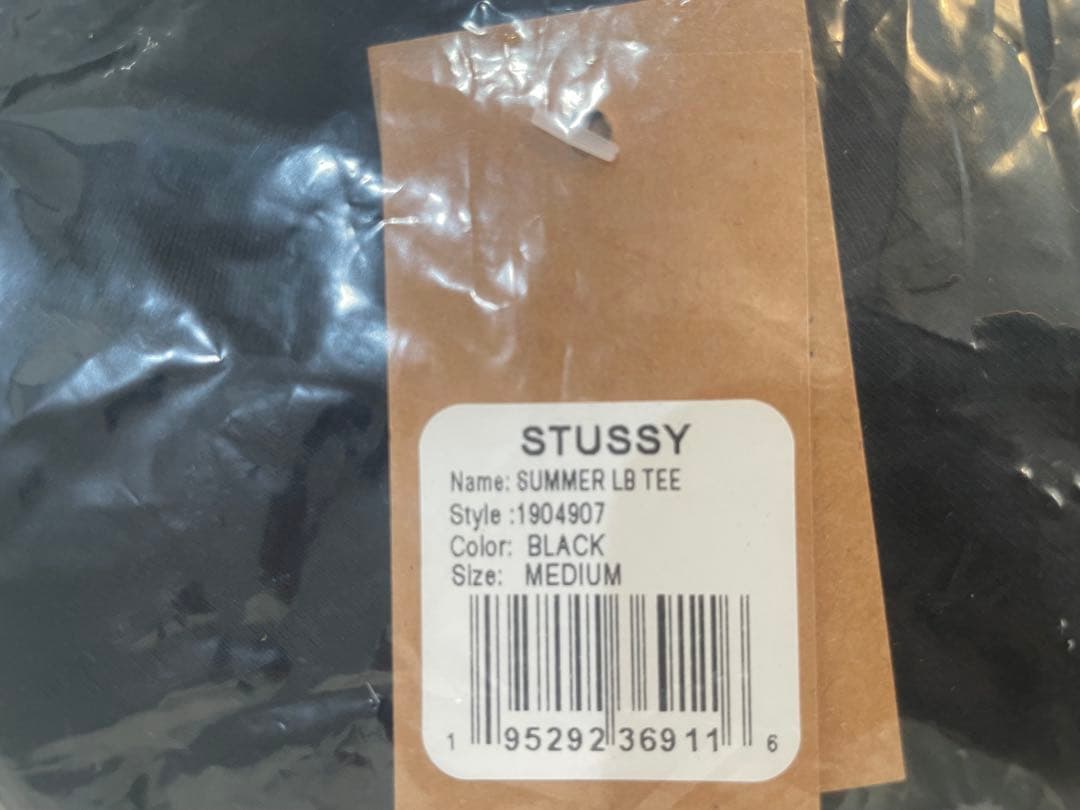 STUSSY
Name: SUMMER LB TEE
Style :1904907
Color: BLACK
Size: MEDIUM
1 95292 36911 6